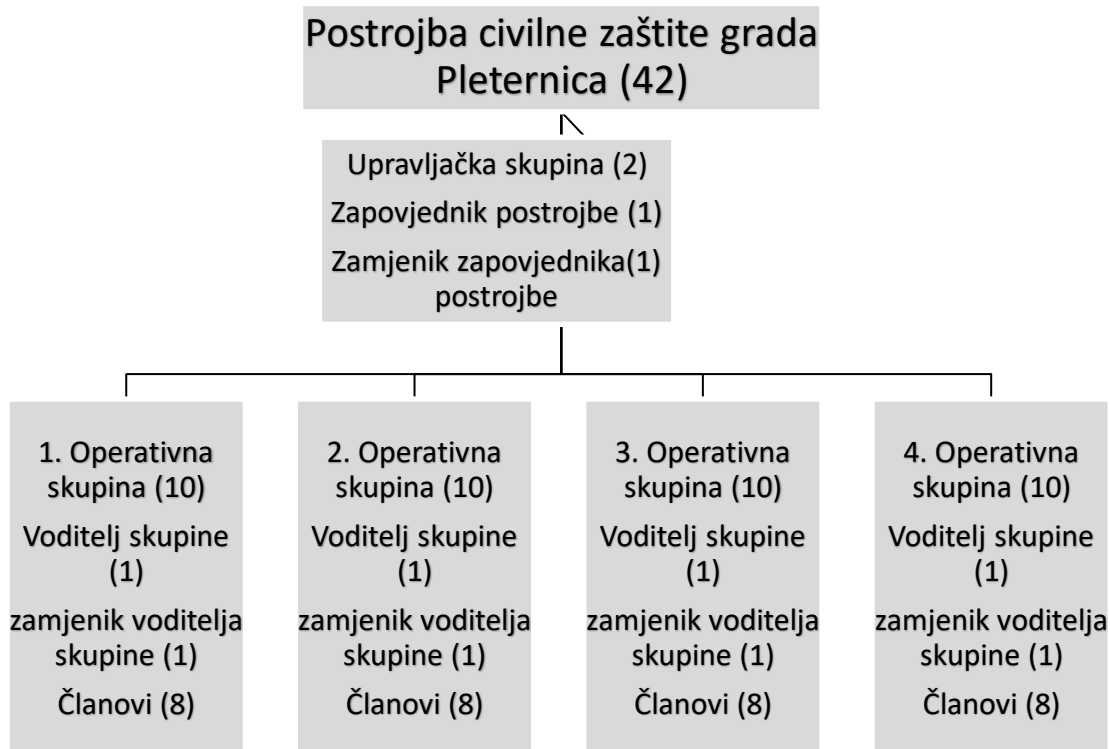 Postrojba civilne zaštite grada
Pleternica (42)
Upravljačka skupina (2)
Zapovjednik postrojbe (1)
Zamjenik zapovjednika(1)
postrojbe
1. Operativna
skupina (10)
Voditelj skupine
(1)
zamjenik voditelja
skupine (1)
Članovi (8)
2. Operativna
skupina (10)
Voditelj skupine
(1)
zamjenik voditelja
skupine (1)
Članovi (8)
3. Operativna
skupina (10)
Voditelj skupine
(1)
zamjenik voditelja
skupine (1)
Članovi (8)
4. Operativna
skupina (10)
Voditelj skupine
(1)
zamjenik voditelja
skupine (1)
Članovi (8)